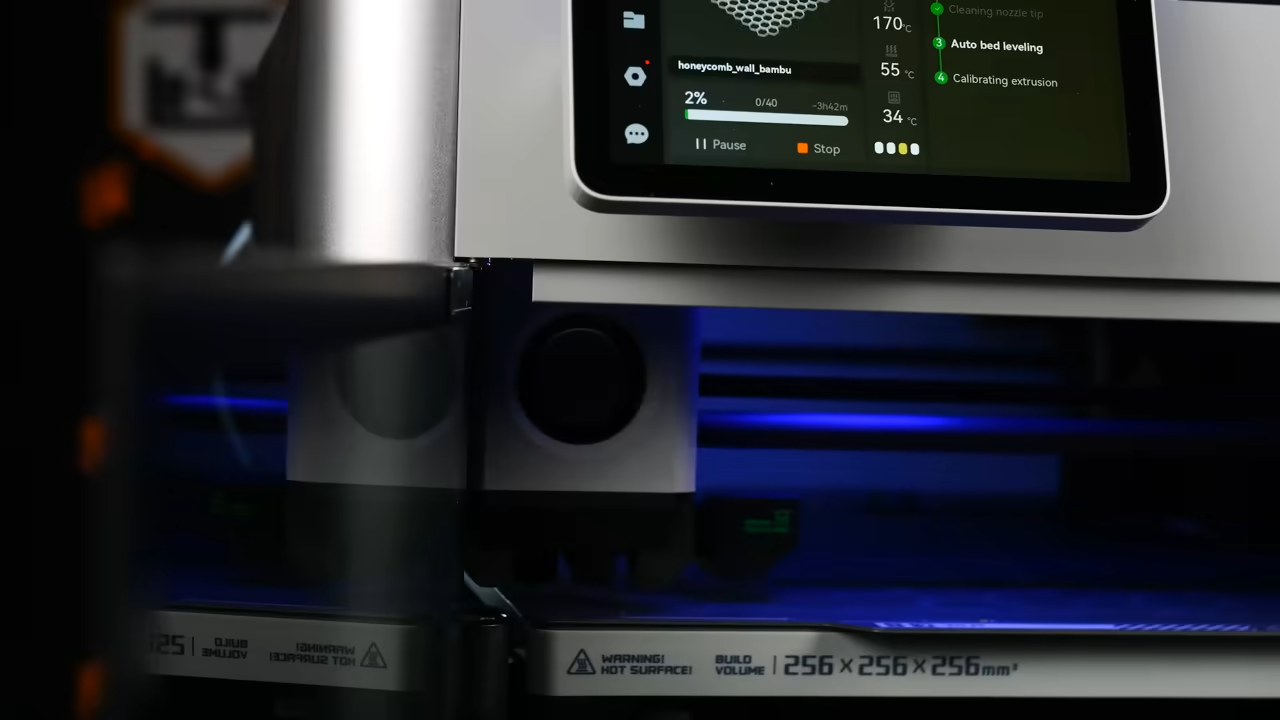 170°C
Cleaning nozzle tip
3 Auto bed leveling
honeycomb_wall_bambu
55 °C
4 Calibrating extrusion
2% 0/40 -3h42m
34 °C
Pause Stop
WARNING!
HOT SURFACE!
BUILD
VOLUME
256×256×256mm³